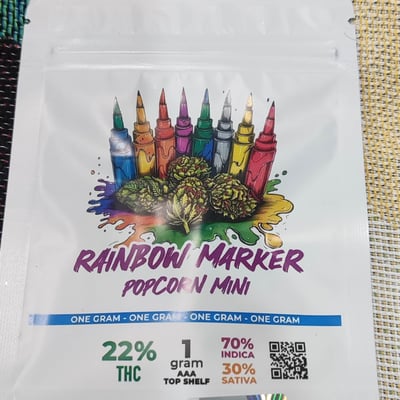 RAINBOW MARKER
POPCORN MINI
ONE GRAM - ONE GRAM - ONE GRAM - ONE GRAM
22%
THC
1
gram
AAA
TOP SHELF
70%
INDICA
30%
SATIVA